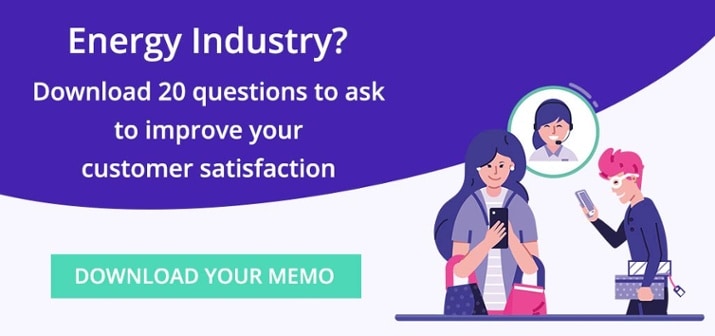 Energy Industry?
Download 20 questions to ask
to improve your
customer satisfaction
DOWNLOAD YOUR MEMO